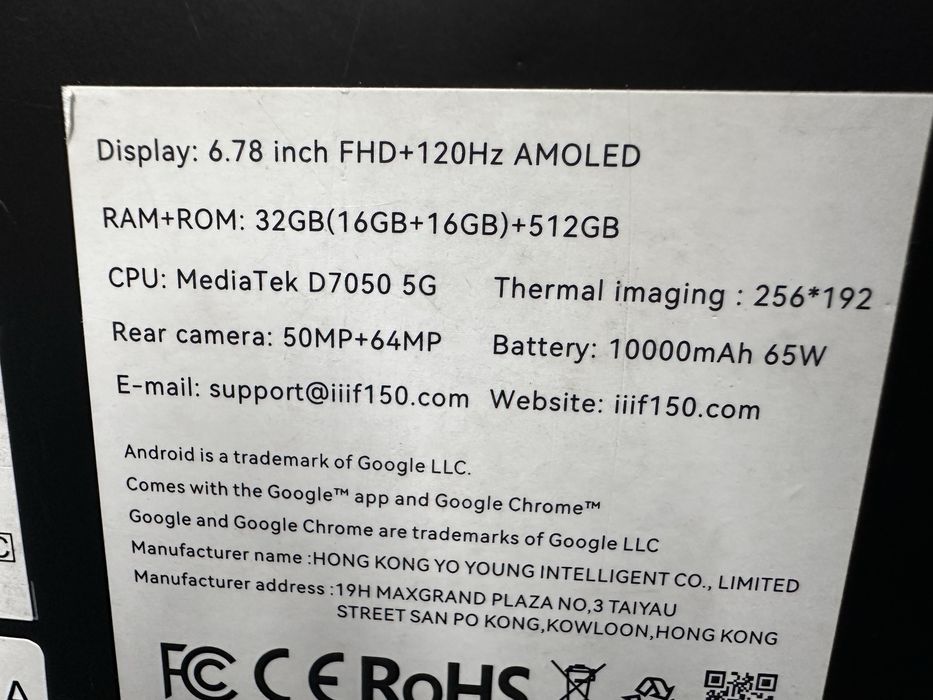 Display: 6.78 inch FHD+120Hz AMOLED
RAM+ROM: 32GB(16GB+16GB)+512GB
CPU: MediaTek D7050 5G Thermal imaging : 256*192
Rear camera: 50MP+64MP Battery: 10000mAh 65W
E-mail: support@iiif150.com Website: iiif150.com
Android is a trademark of Google LLC.
Comes with the Google™ app and Google Chrome™
Google and Google Chrome are trademarks of Google LLC
Manufacturer name :HONG KONG YO YOUNG INTELLIGENT CO., LIMITED
Manufacturer address :19H MAXGRAND PLAZA NO,3 TAIYAU
STREET SAN PO KONG,KOWLOON,HONG KONG
FC CE RoHS